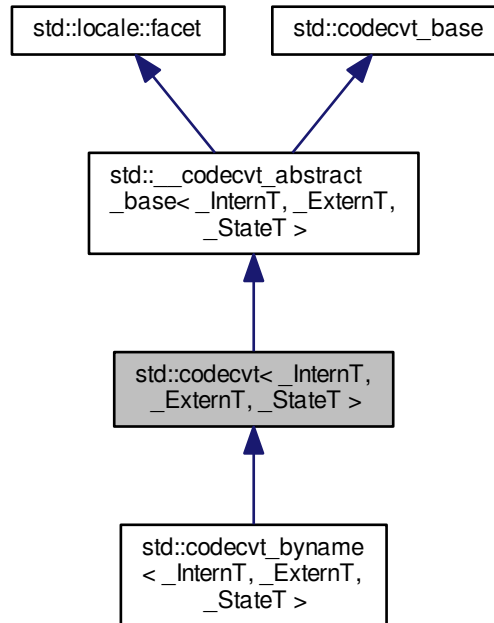 std::locale::facet
std::codecvt_base
std::__codecvt_abstract
_base< _InternT, _ExternT,
_StateT >
std::codecvt< _InternT,
_ExternT, _StateT >
std::codecvt_byname
< _InternT, _ExternT,
_StateT >